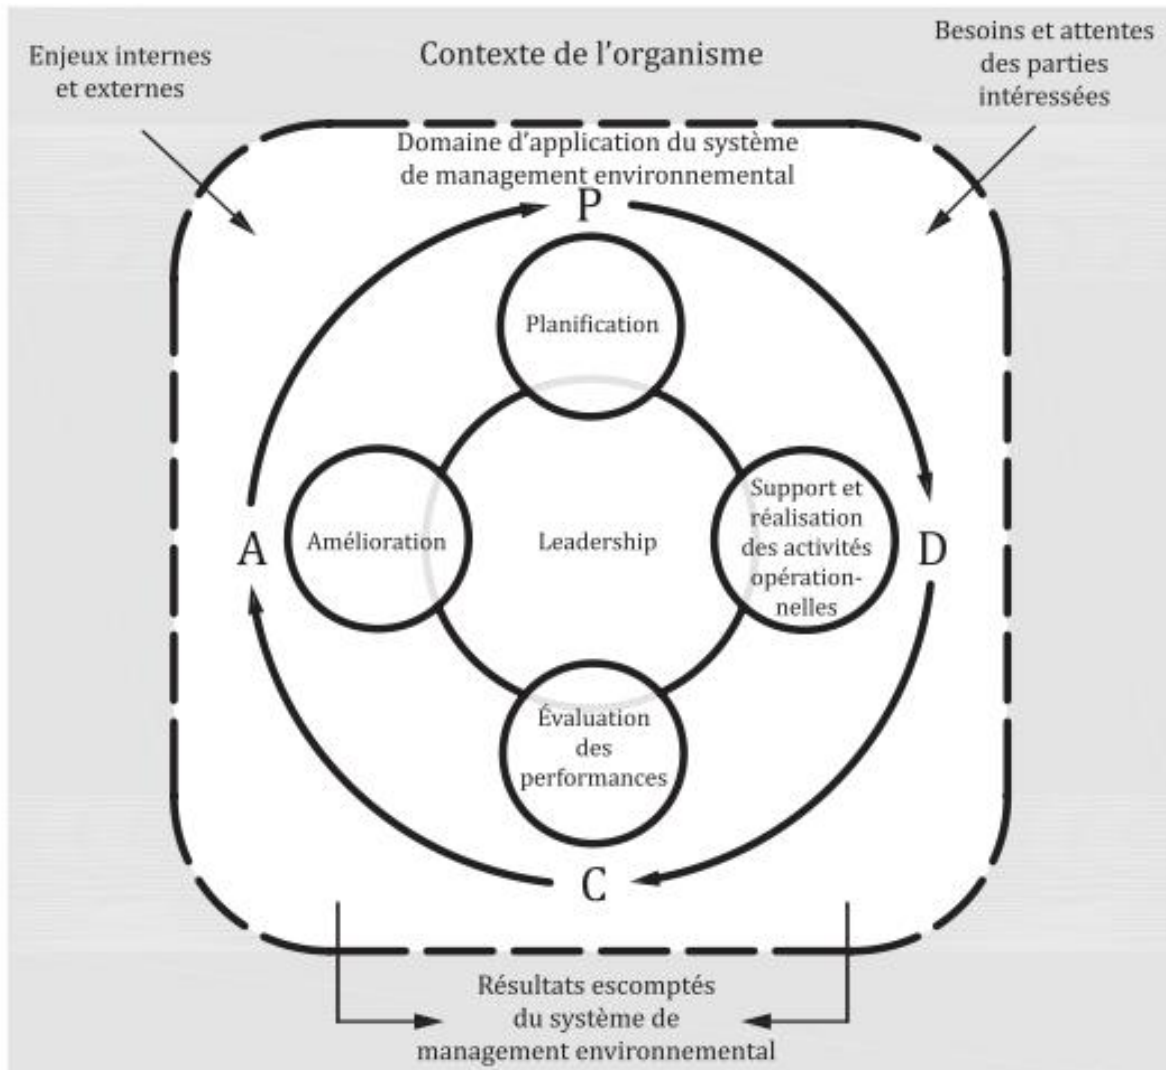 Enjeux internes
et externes
Contexte de l'organisme
Besoins et attentes
des parties
intéressées
Domaine d'application du système
de management environnemental
P
Planification
A
Amélioration
Leadership
Support et
réalisation
des activités
opération-
nelles
D
Évaluation
des
performances
C
Résultats escomptés
du système de
management environnemental